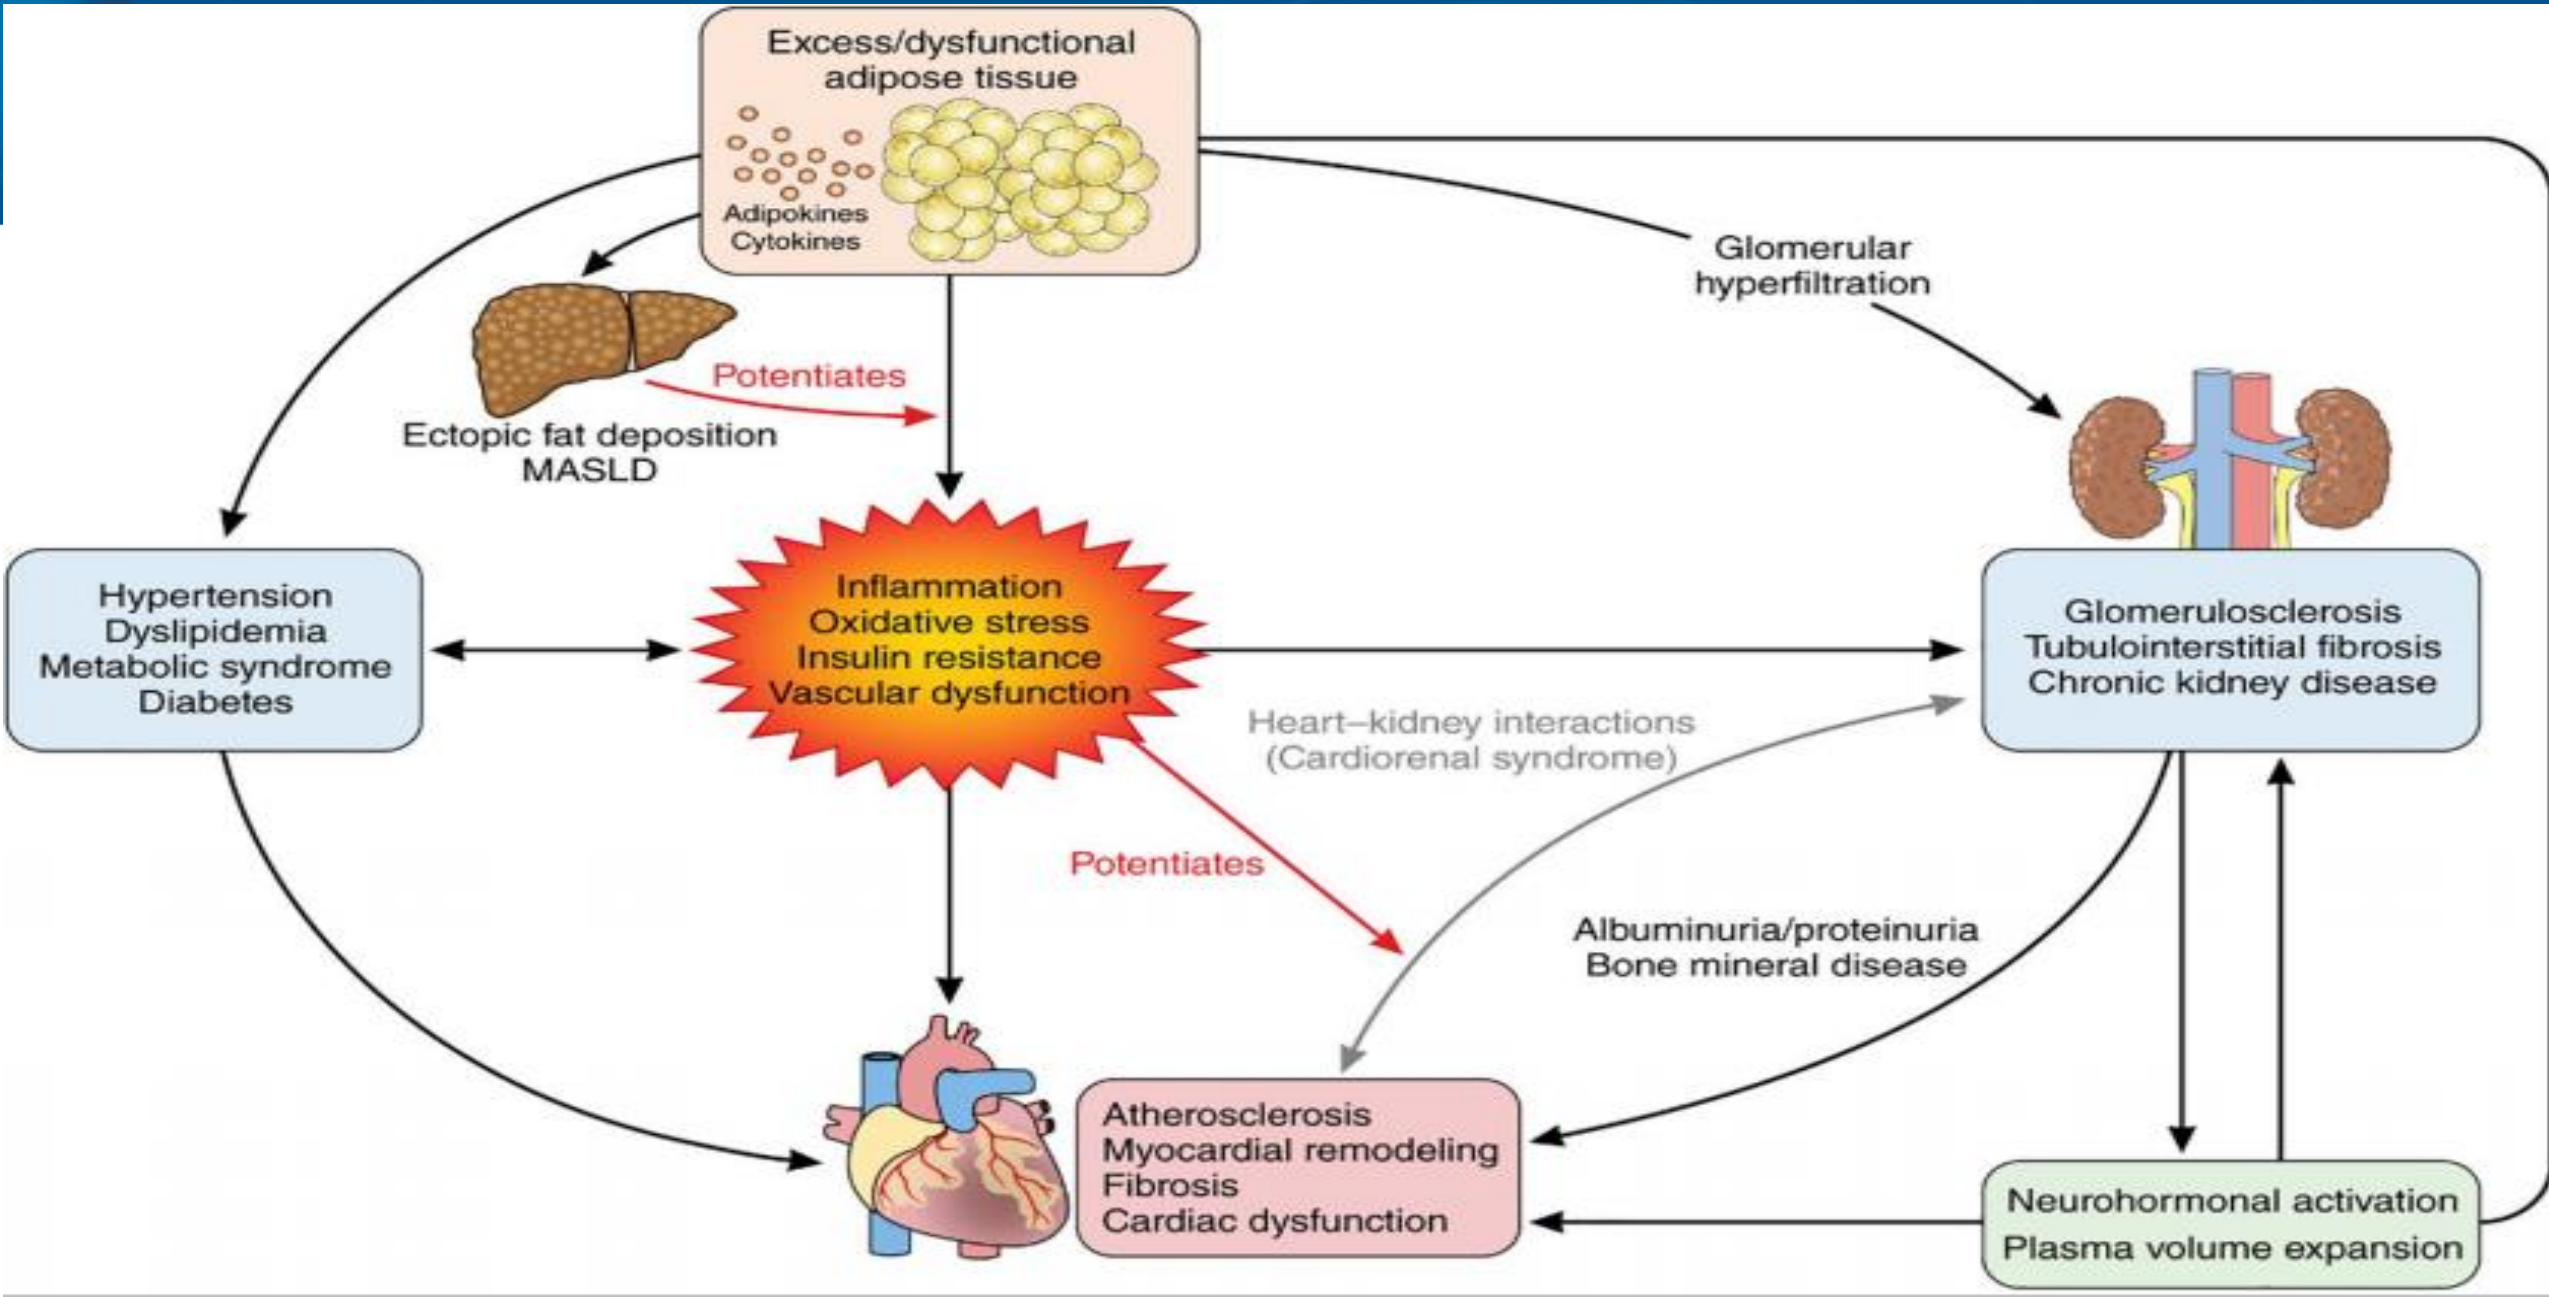 Excess/dysfunctional
adipose tissue
Adipokines
Cytokines
Glomerular
hyperfiltration
Potentiates
Ectopic fat deposition
MASLD
Hypertension
Dyslipidemia
Metabolic syndrome
Diabetes
Inflammation
Oxidative stress
Insulin resistance
Vascular dysfunction
Glomerulosclerosis
Tubulointerstitial fibrosis
Chronic kidney disease
Heart–kidney interactions
(Cardiorenal syndrome)
Potentiates
Albuminuria/proteinuria
Bone mineral disease
Atherosclerosis
Myocardial remodeling
Fibrosis
Cardiac dysfunction
Neurohormonal activation
Plasma volume expansion